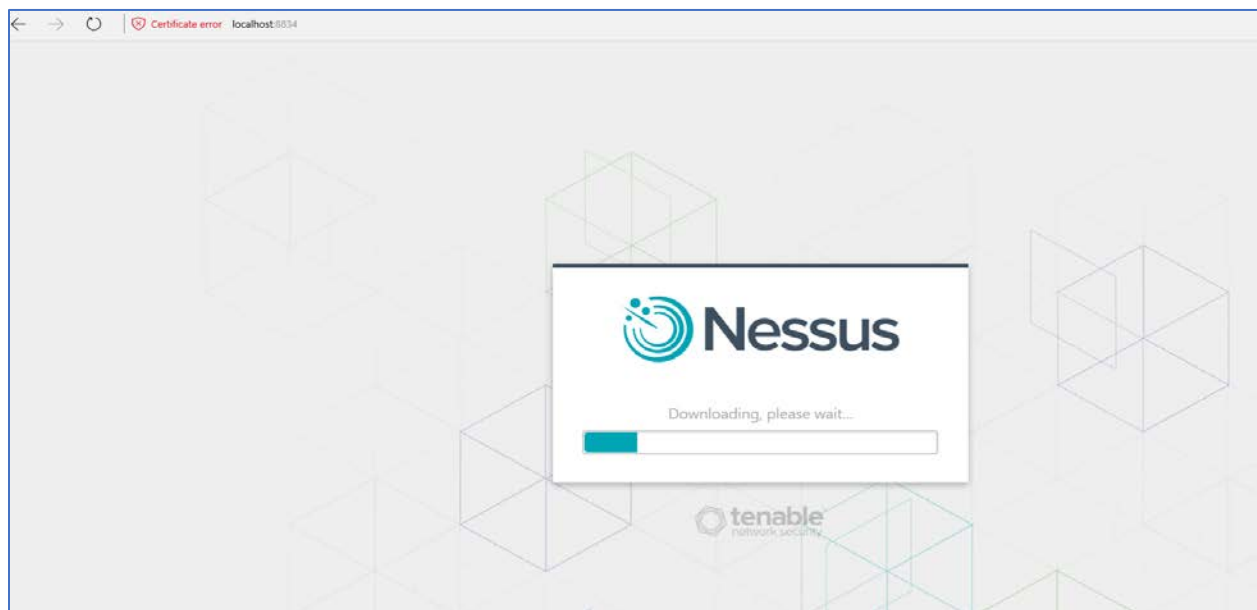 Certificate error localhost:8834
Nessus
Downloading, please wait...
tenable
network security